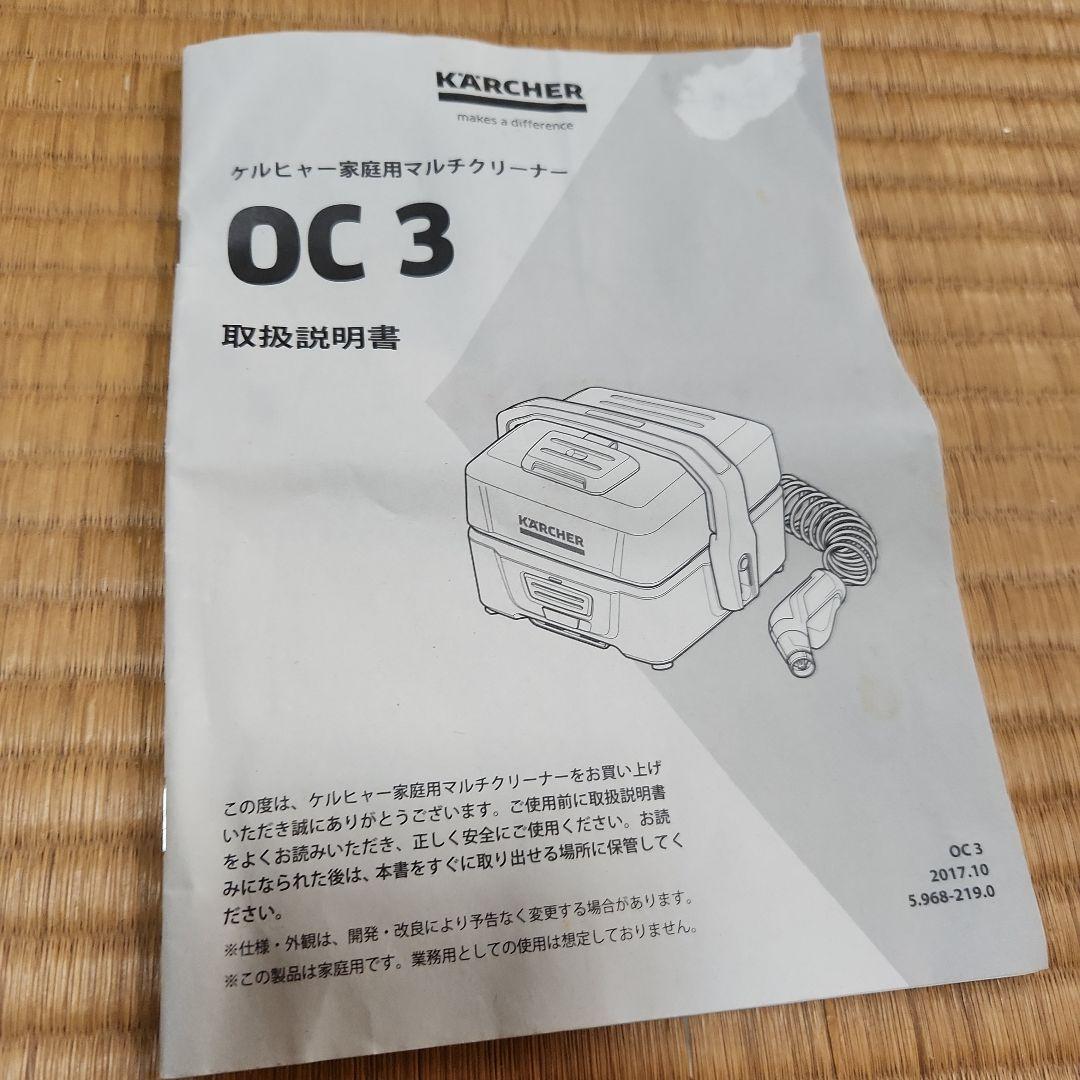 KÄRCHER
makes a difference
ケルヒャー家庭用マルチクリーナー
OC 3
取扱説明書
KÄRCHER
この度は、ケルヒャー家庭用マルチクリーナーをお買い上げ
いただき誠にありがとうございます。ご使用前に取扱説明書
をよくお読みいただき、正しく安全にご使用ください。お読
みになられた後は、本書をすぐに取り出せる場所に保管してく
ださい。
※仕様・外観は、開発・改良により予告なく変更する場合があります。
※この製品は家庭用です。業務用としての使用は想定しておりません。
OC 3
2017.10
5.968-219.0